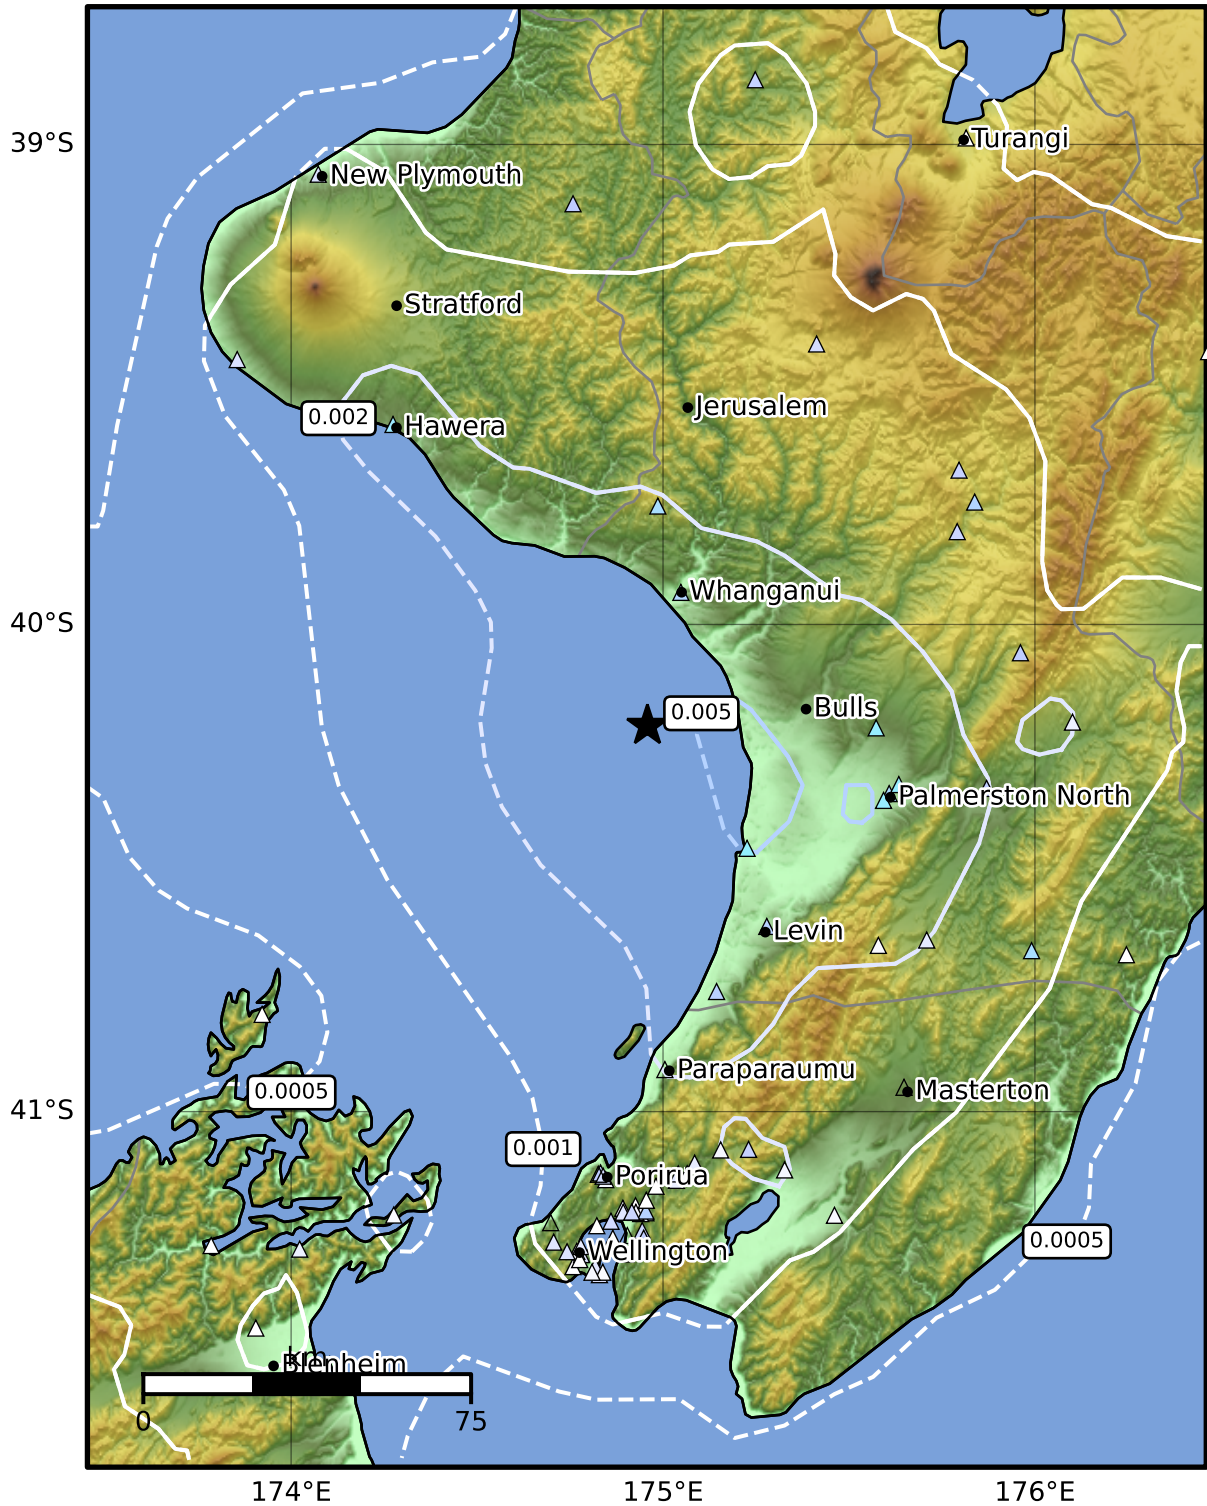 39°S
Turangi
New Plymouth
Stratford
Jerusalem
0.002
Hawera
Whanganui
40°S
Bulls
0.005
Palmerston North
Levin
Paraparaumu
0.0005
Masterton
41°S
0.001
Porirua
0.0005
Wellington
km
Blenheim
0
75
174°E
175°E
176°E